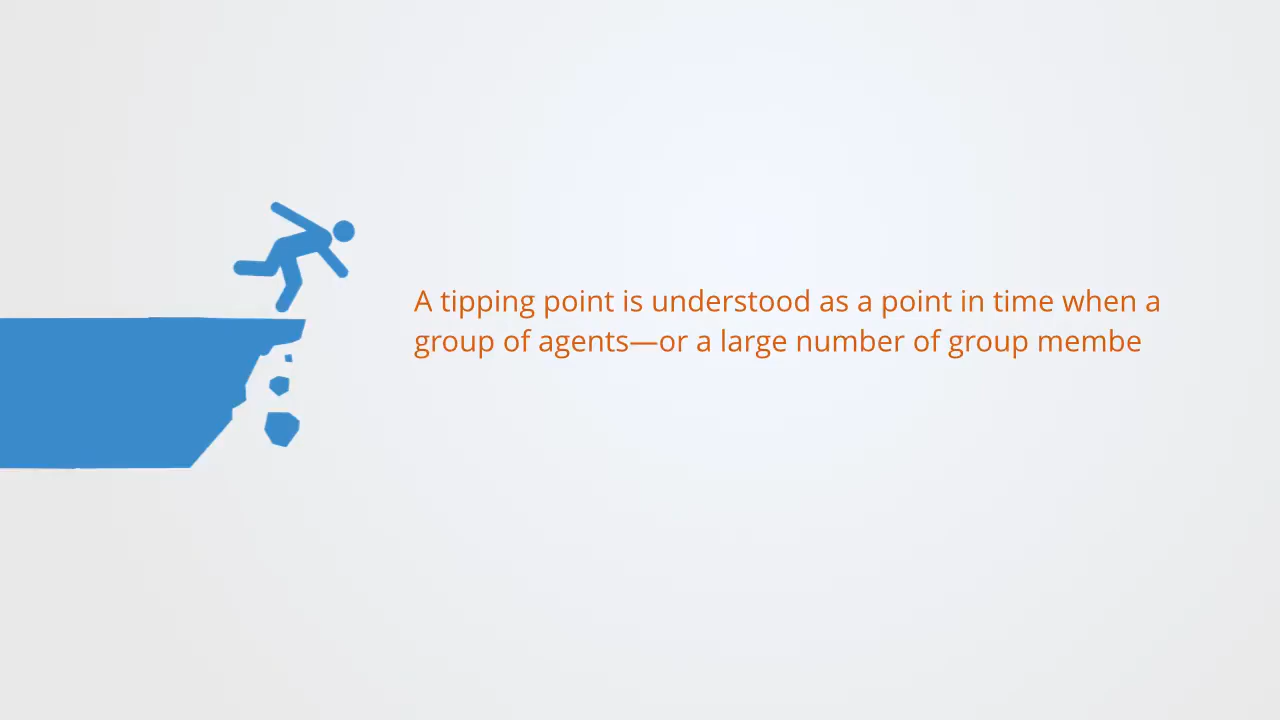 A tipping point is understood as a point in time when a
group of agents—or a large number of group membe